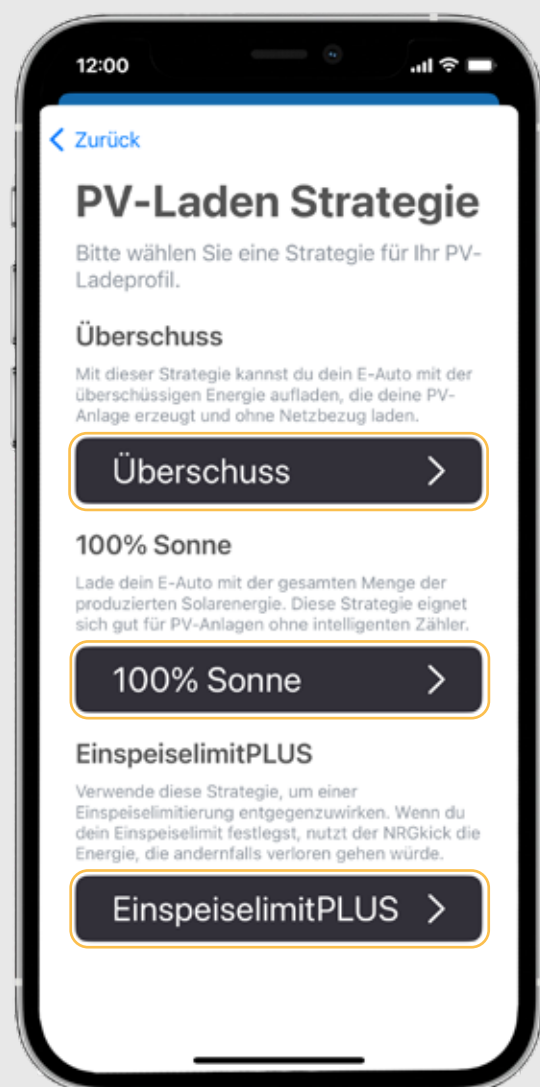 12:00
Zurück
PV-Laden Strategie
Bitte wählen Sie eine Strategie für Ihr PV-
Ladeprofil.
Überschuss
Mit dieser Strategie kannst du dein E-Auto mit der
überschüssigen Energie aufladen, die deine PV-
Anlage erzeugt und ohne Netzbezug laden.
Überschuss
100% Sonne
Lade dein E-Auto mit der gesamten Menge der
produzierten Solarenergie. Diese Strategie eignet
sich gut für PV-Anlagen ohne intelligenten Zähler.
100% Sonne
EinspeiselimitPLUS
Verwende diese Strategie, um einer
Einspeiselimitierung entgegenzuwirken. Wenn du
dein Einspeiselimit festlegst, nutzt der NRGkick die
Energie, die andernfalls verloren gehen würde.
EinspeiselimitPLUS